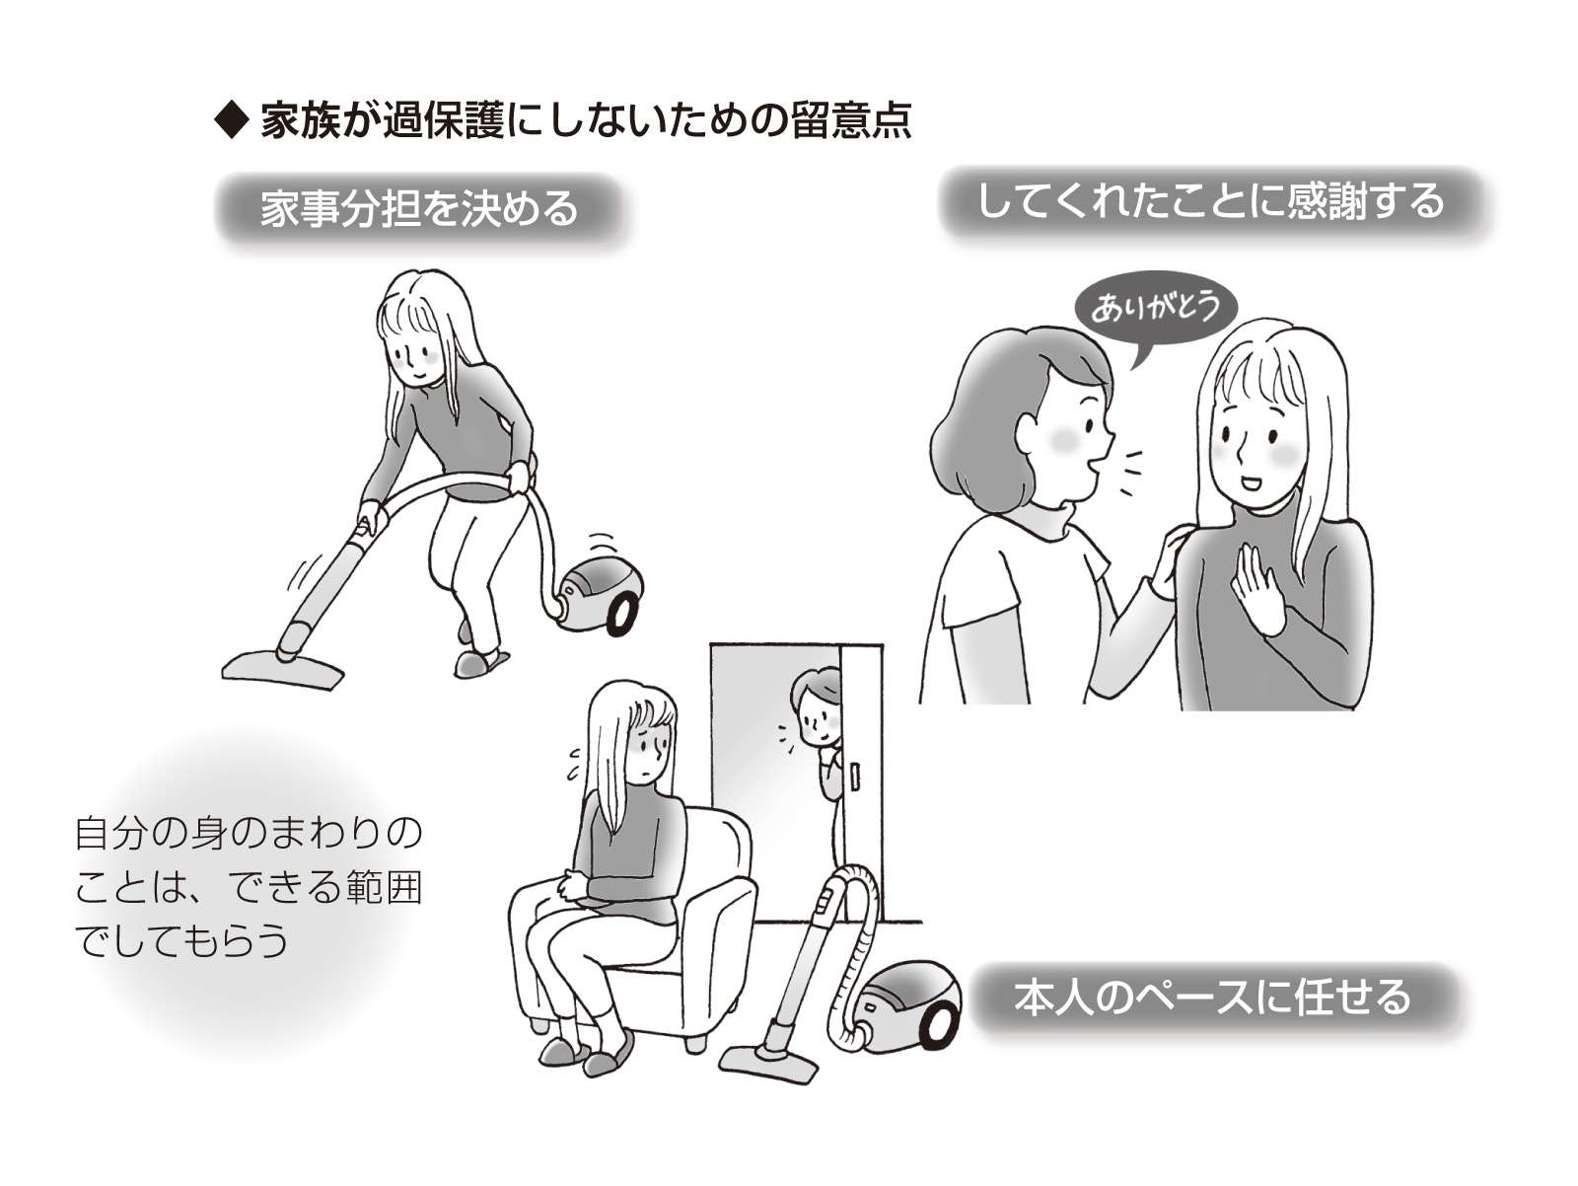 ◆ 家族が過保護にしないための留意点
家事分担を決める
してくれたことに感謝する
ありがとう
自分の身のまわりの
ことは、できる範囲
でしてもらう
本人のペースに任せる